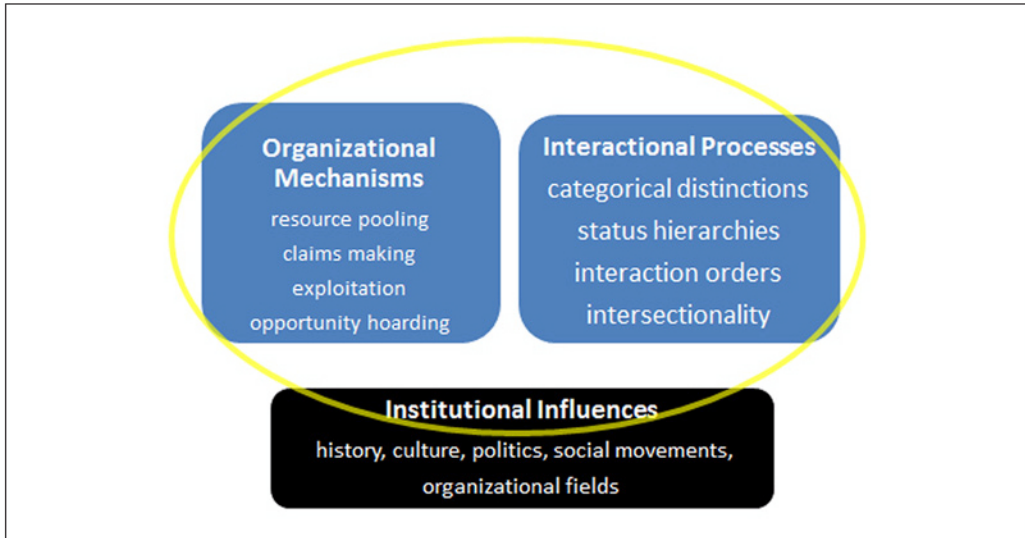 Organizational
Mechanisms
resource pooling
claims making
exploitation
opportunity hoarding
Interactional Processes
categorical distinctions
status hierarchies
interaction orders
intersectionality
Institutional Influences
history, culture, politics, social movements,
organizational fields